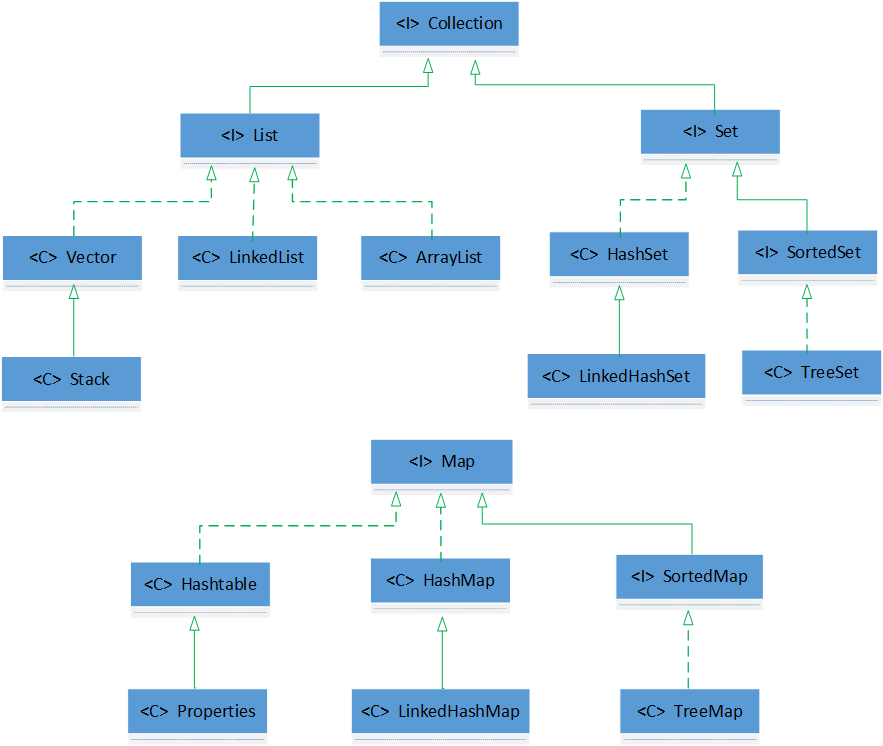 <I> Collection
<I> List
<I> Set
<C> Vector
<C> LinkedList
<C> ArrayList
<C> HashSet
<I> SortedSet
<C> Stack
<C> LinkedHashSet
<C> TreeSet
<I> Map
<C> Hashtable
<C> HashMap
<I> SortedMap
<C> Properties
<C> LinkedHashMap
<C> TreeMap